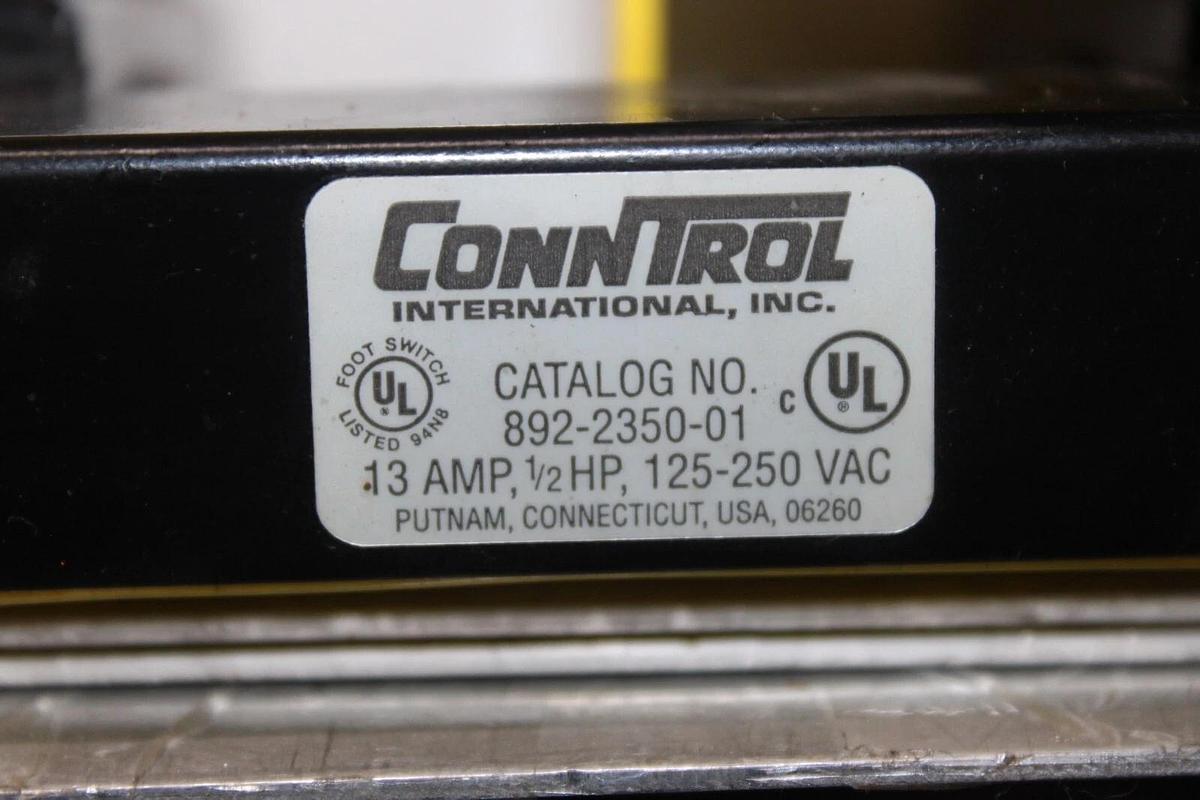 CONNTROL
INTERNATIONAL, INC.
FOOT SWITCH
UL
LISTED 94N8
CATALOG NO.
892-2350-01
C UL ®
13 AMP, 1/2 HP, 125-250 VAC
PUTNAM, CONNECTICUT, USA, 06260